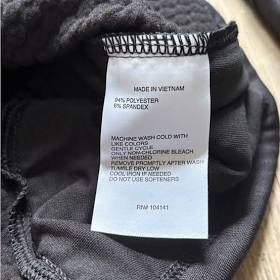 MADE IN VIETNAM
94% POLYESTER
6% SPANDEX
MACHINE WASH COLD WITH
LIKE COLORS
GENTLE CYCLE
ONLY NON-CHLORINE BLEACH
WHEN NEEDED
REMOVE PROMPTLY AFTER WASH
TUMBLE DRY LOW
COOL IRON IF NEEDED
DO NOT USE SOFTENERS
RN# 104141